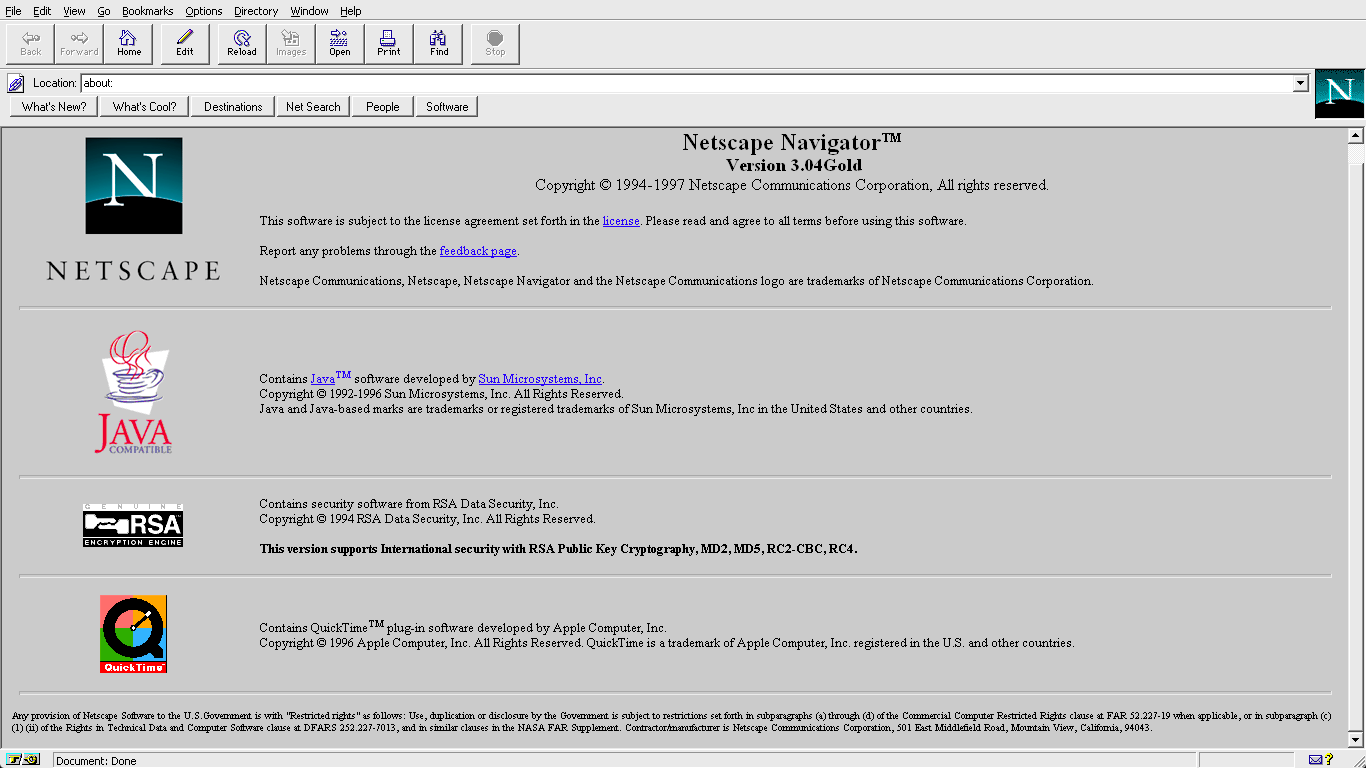 File Edit View Go Bookmarks Options Directory Window Help
Back Forward Home Edit Reload Images Open Print Find Stop
Location: about:
N
What's New? What's Cool? Destinations Net Search People Software
N
NETSCAPE
Netscape Navigator™
Version 3.04Gold
Copyright © 1994-1997 Netscape Communications Corporation, All rights reserved.
This software is subject to the license agreement set forth in the license. Please read and agree to all terms before using this software.
Report any problems through the feedback page.
Netscape Communications, Netscape, Netscape Navigator and the Netscape Communications logo are trademarks of Netscape Communications Corporation.
JAVA
COMPATIBLE
Contains Java™ software developed by Sun Microsystems, Inc.
Copyright © 1992-1996 Sun Microsystems, Inc. All Rights Reserved.
Java and Java-based marks are trademarks or registered trademarks of Sun Microsystems, Inc in the United States and other countries.
GENUINE
RSA
ENCRYPTION ENGINE
Contains security software from RSA Data Security, Inc.
Copyright © 1994 RSA Data Security, Inc. All Rights Reserved.
This version supports International security with RSA Public Key Cryptography, MD2, MD5, RC2-CBC, RC4.
QuickTime™
Contains QuickTime™ plug-in software developed by Apple Computer, Inc.
Copyright © 1996 Apple Computer, Inc. All Rights Reserved. QuickTime is a trademark of Apple Computer, Inc. registered in the U.S. and other countries.
Any provision of Netscape Software to the U.S.Government is with "Restricted rights" as follows: Use, duplication or disclosure by the Government is subject to restrictions set forth in subparagraphs (a) through (d) of the Commercial Computer Restricted Rights clause at FAR 52.227-19 when applicable, or in subparagraph (c)
(1) (ii) of the Rights in Technical Data and Computer Software clause at DFARS 252.227-7013, and in similar clauses in the NASA FAR Supplement. Contractor/manufacturer is Netscape Communications Corporation, 501 East Middlefield Road, Mountain View, California, 94043.
Document: Done
?